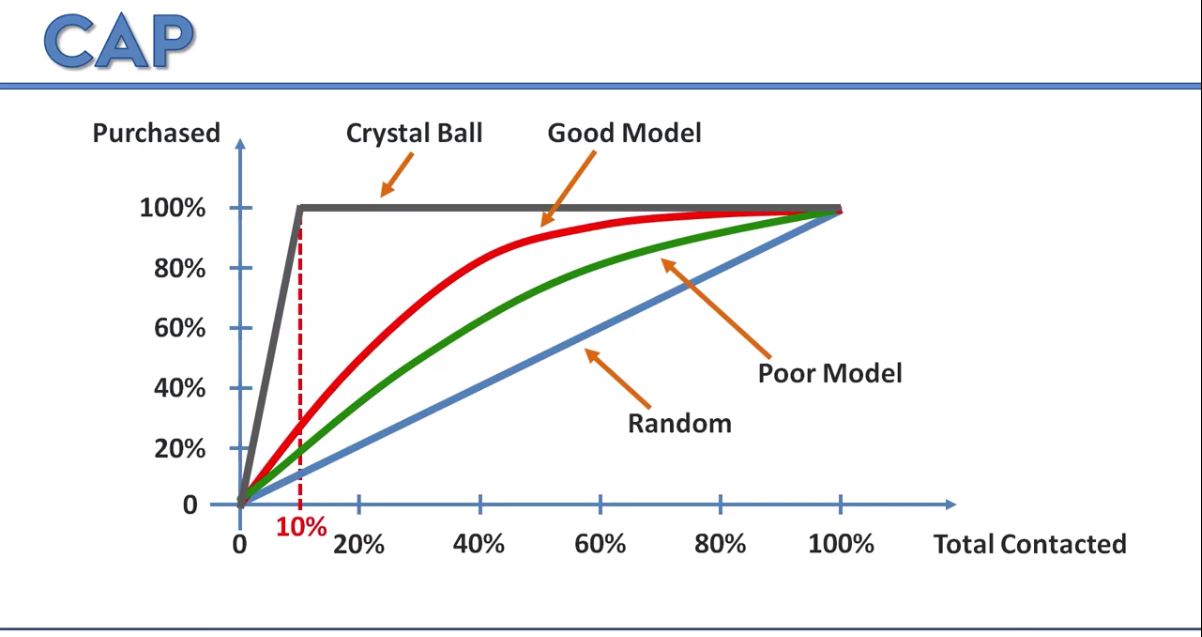 CAP
Purchased
Crystal Ball
Good Model
100%
80%
60%
40%
20%
0
Poor Model
Random
10%
0
20%
40%
60%
80%
100%
Total Contacted